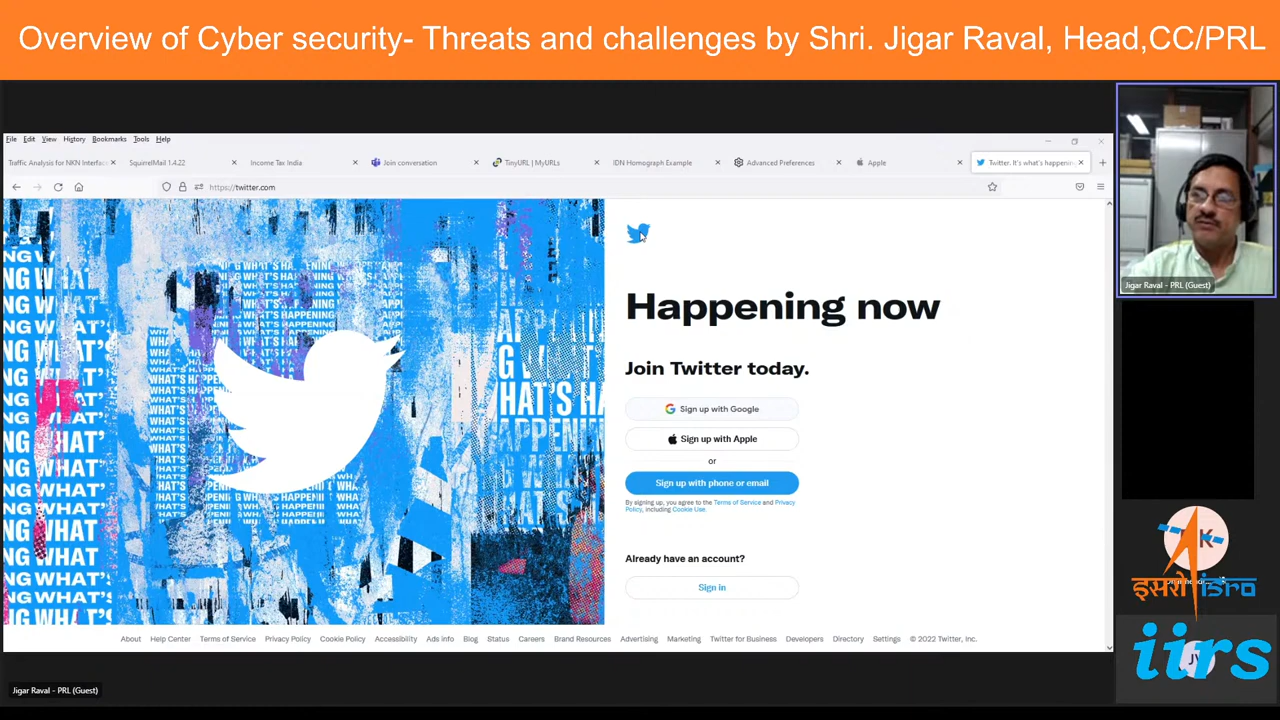 Overview of Cyber security- Threats and challenges by Shri. Jigar Raval, Head,CC/PRL
File Edit View History Bookmarks Tools Help
Traffic Analysis for NKN Interfac
SquirrelMail 1.4.22
Income Tax India
Join conversation
TinyURL | MyURLs
IDN Homograph Example
Advanced Preferences
Apple
Twitter. It's what's happening
https://twitter.com
Happening now
Join Twitter today.
Sign up with Google
Sign up with Apple
or
Sign up with phone or email
By signing up, you agree to the Terms of Service and Privacy
Policy, including Cookie Use.
Already have an account?
Sign in
About Help Center Terms of Service Privacy Policy Cookie Policy Accessibility Ads info Blog Status Careers Brand Resources Advertising Marketing Twitter for Business Developers Directory Settings © 2022 Twitter, Inc.
Jigar Raval - PRL (Guest)
Jigar Raval - PRL (Guest)
इसरो isro
iirs